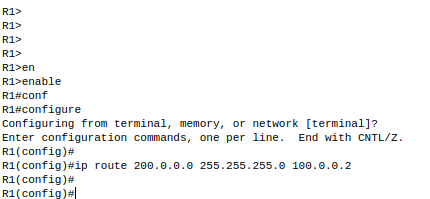 R1>
R1>
R1>
R1>
R1>en
R1>enable
R1#conf
R1#configure
Configuring from terminal, memory, or network [terminal]?
Enter configuration commands, one per line.  End with CNTL/Z.
R1(config)#
R1(config)#ip route 200.0.0.0 255.255.255.0 100.0.0.2
R1(config)#
R1(config)#